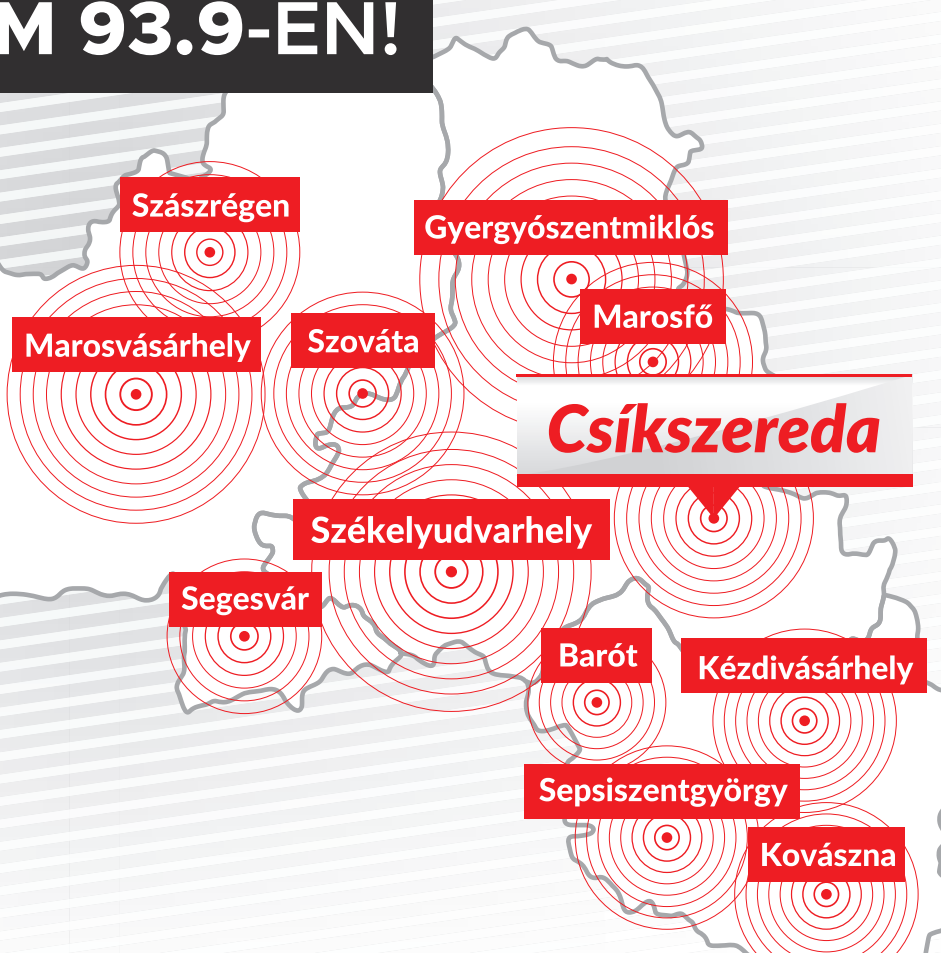 M 93.9-EN!
Szászrégen
Gyergyószentmiklós
Marosfő
Marosvásárhely
Szováta
Csíkszereda
Székelyudvarhely
Segesvár
Barót
Kézdivásárhely
Sepsiszentgyörgy
Kovászna